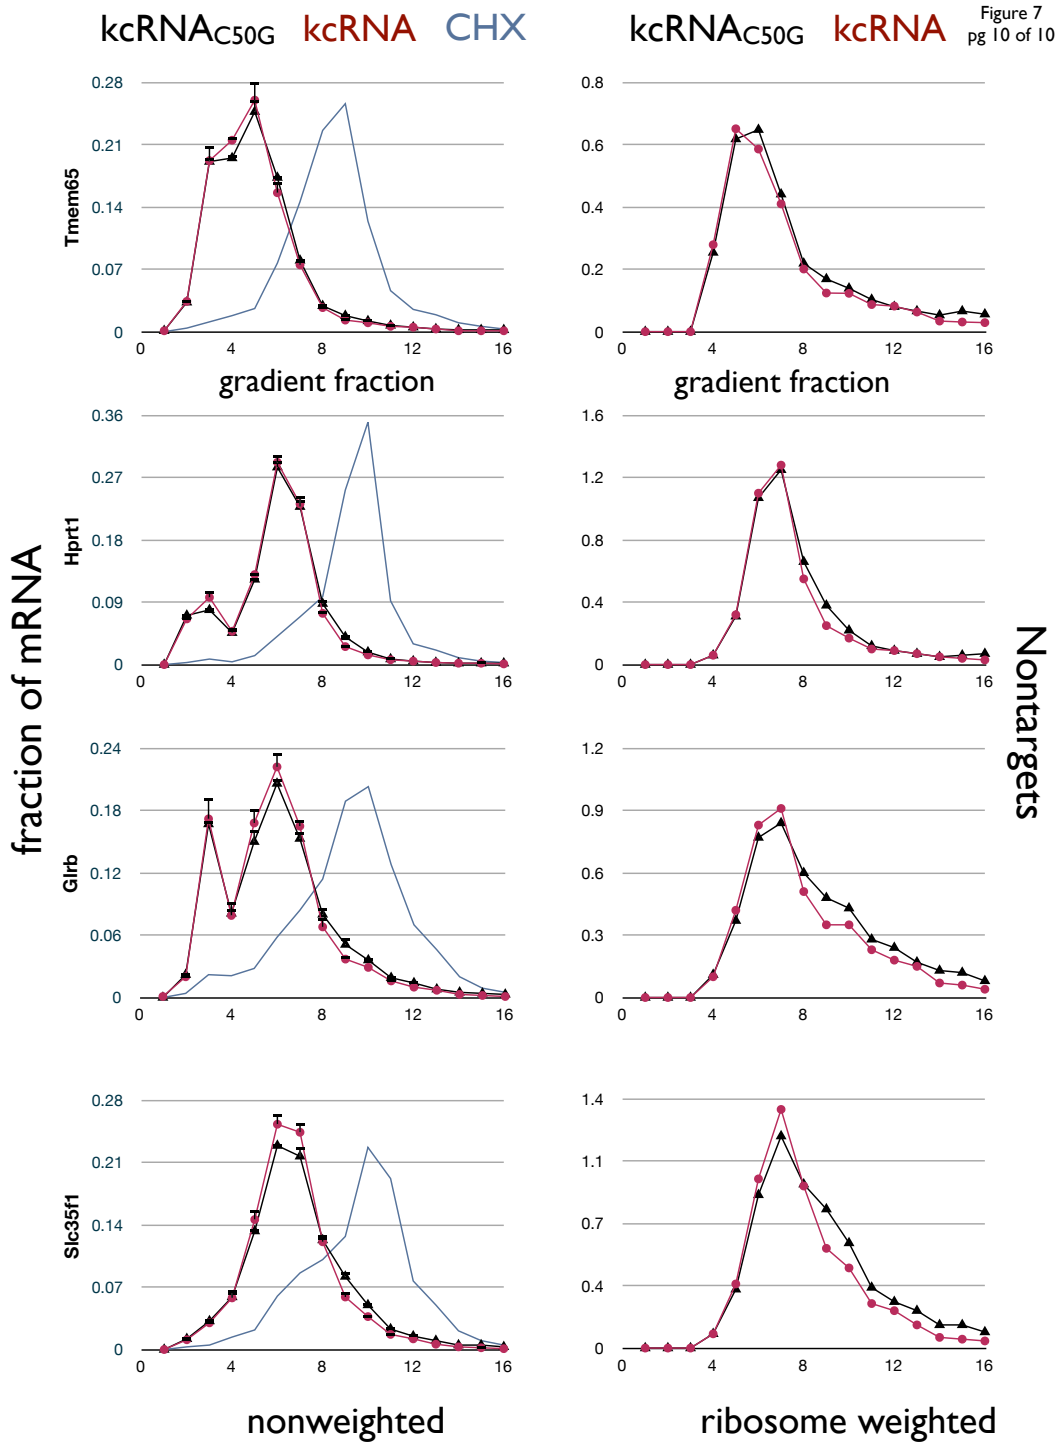 kcRNAC50G kcRNA CHX
kcRNAC50G kcRNA
Figure 7
pg 10 of 10
fraction of mRNA
Nontargets
Tmem65
0.28
0.21
0.14
0.07
0
0 4 8 12 16
gradient fraction
0.8
0.6
0.4
0.2
0
0 4 8 12 16
gradient fraction
Hprt1
0.36
0.27
0.18
0.09
0
0 4 8 12 16
1.6
1.2
0.8
0.4
0
0 4 8 12 16
Glrb
0.24
0.18
0.12
0.06
0
0 4 8 12 16
1.2
0.9
0.6
0.3
0
0 4 8 12 16
Slc35f1
0.28
0.21
0.14
0.07
0
0 4 8 12 16
1.4
1.1
0.7
0.4
0
0 4 8 12 16
nonweighted
ribosome weighted